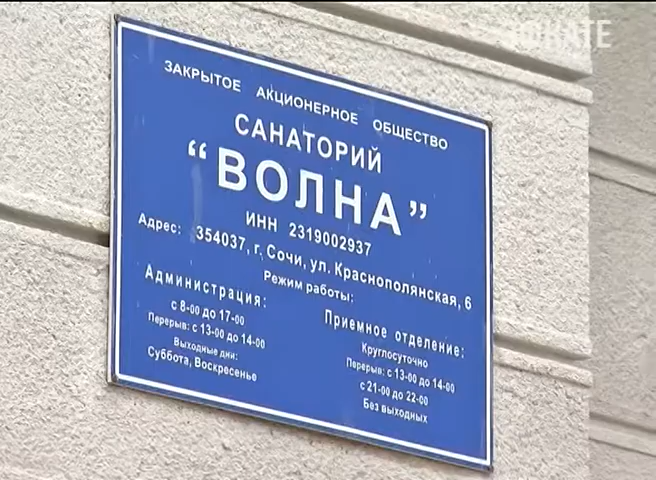 ЗАКРЫТОЕ АКЦИОНЕРНОЕ ОБЩЕСТВО
САНАТОРИЙ
“ВОЛНА”
ИНН 2319002937
Адрес: 354037, г. Сочи, ул. Краснополянская, 6
Режим работы:
Администрация:
с 8-00 до 17-00
Перерыв: с 13-00 до 14-00
Выходные дни:
Суббота, Воскресенье
Приемное отделение:
Круглосуточно
Перерыв: с 13-00 до 14-00
с 21-00 до 22-00
Без выходных